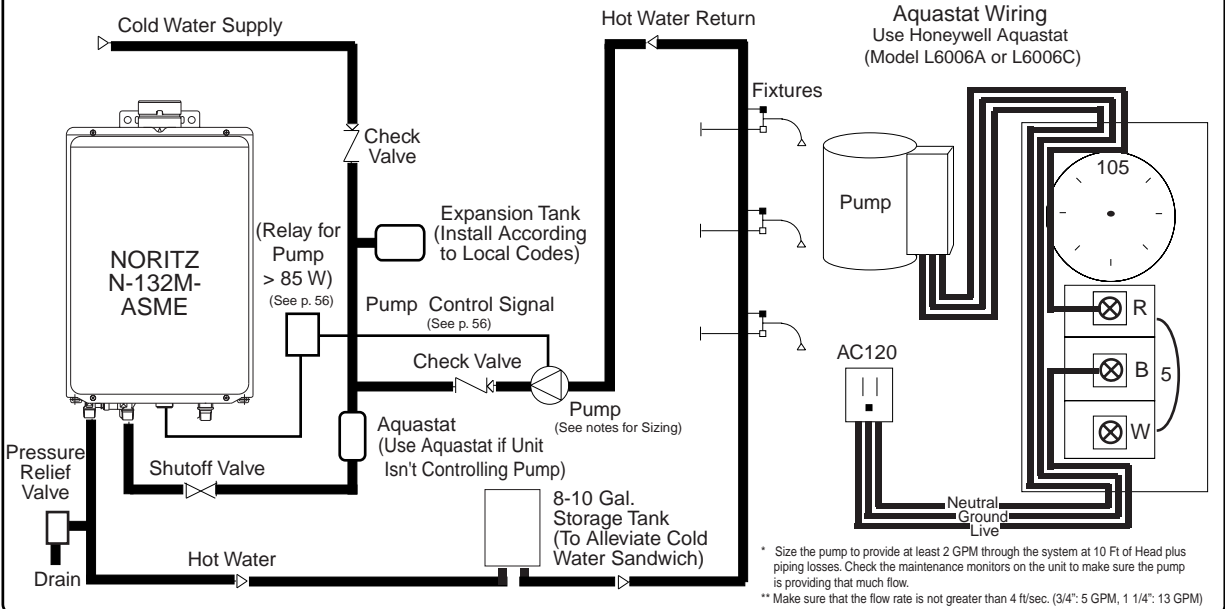 Cold Water Supply
Hot Water Return
Aquastat Wiring
Use Honeywell Aquastat
(Model L6006A or L6006C)
Fixtures
Check
Valve
105
Pump
Expansion Tank
(Install According
to Local Codes)
(Relay for
Pump
> 85 W)
(See p. 56)
NORITZ
N-132M-
ASME
Pump Control Signal
(See p. 56)
R
B
W
5
AC120
Check Valve
Pump
(See notes for Sizing)
Aquastat
(Use Aquastat if Unit
Isn't Controlling Pump)
Pressure
Relief
Valve
Shutoff Valve
8-10 Gal.
Storage Tank
(To Alleviate Cold
Water Sandwich)
Neutral
Ground
Live
Hot Water
Drain
* Size the pump to provide at least 2 GPM through the system at 10 Ft of Head plus
piping losses. Check the maintenance monitors on the unit to make sure the pump
is providing that much flow.
** Make sure that the flow rate is not greater than 4 ft/sec. (3/4": 5 GPM, 1 1/4": 13 GPM)